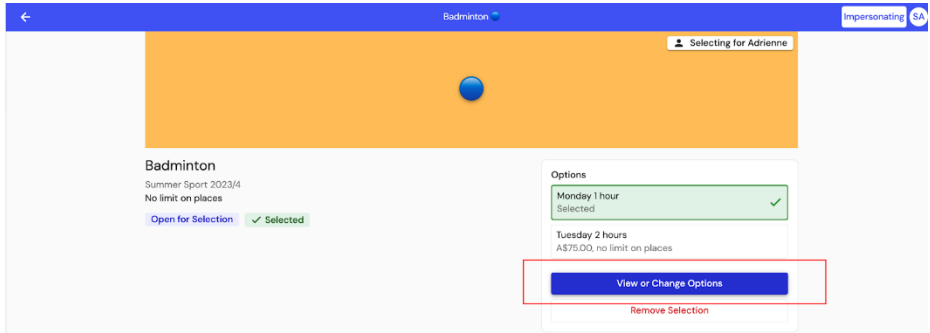 Badminton
Impersonating
SA
Selecting for Adrienne
Badminton
Summer Sport 2023/4
No limit on places
Open for Selection
Selected
Options
Monday 1 hour
Selected
Tuesday 2 hours
A$75.00, no limit on places
View or Change Options
Remove Selection